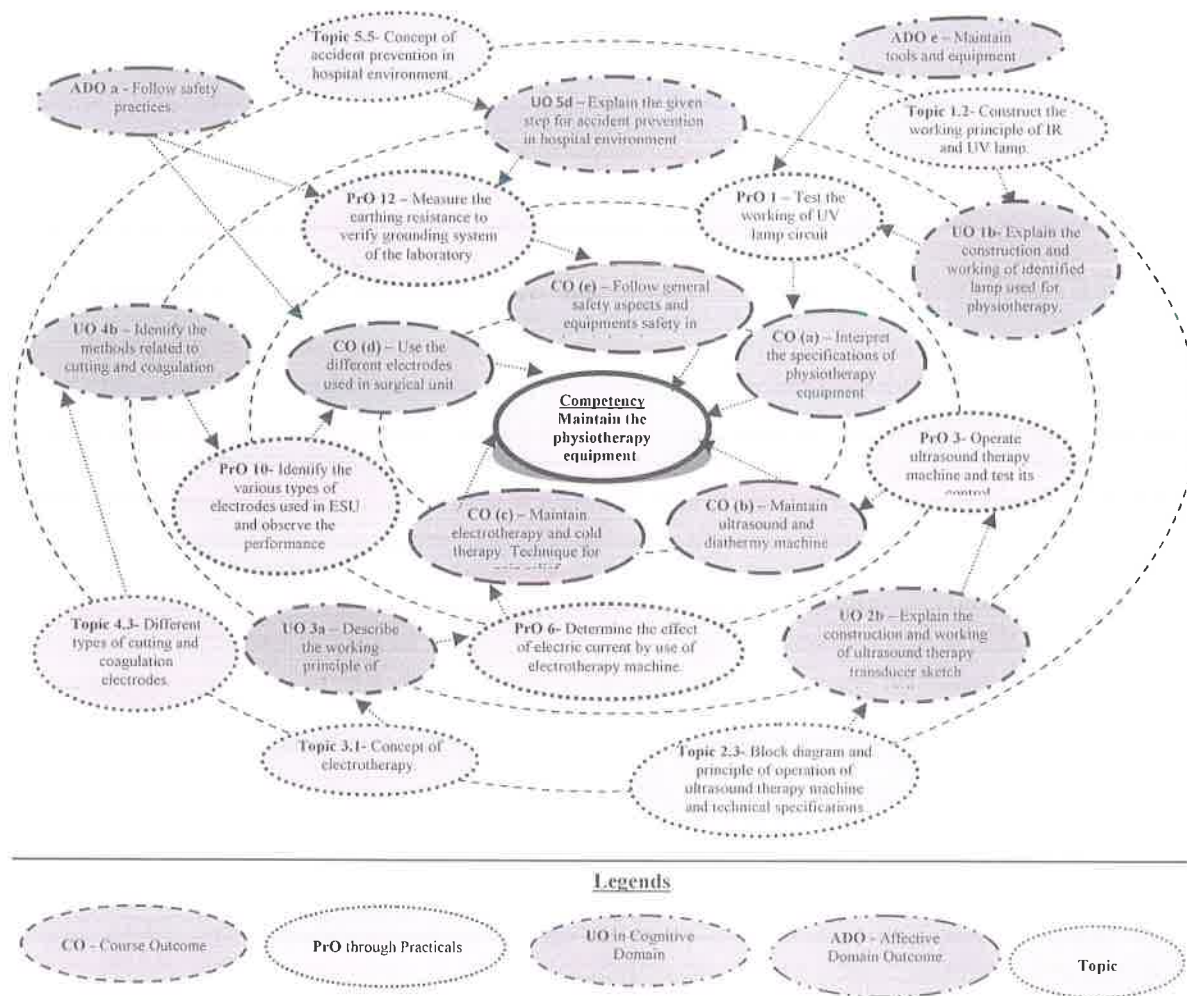 Topic 5.5- Concept of
accident prevention in
hospital environment.
ADO e – Maintain
tools and equipment
ADO a - Follow safety
practices.
UO 5d – Explain the given
step for accident prevention
in hospital environment
Topic 1.2- Construct the
working principle of IR
and UV lamp.
PrO 12 – Measure the
earthing resistance to
verify grounding system
of the laboratory
PrO 1 – Test the
working of UV
lamp circuit
UO 1b- Explain the
construction and
working of identified
lamp used for
physiotherapy.
CO (e) – Follow general
safety aspects and
equipments safety in
UO 4b – Identify the
methods related to
cutting and coagulation
CO (d) – Use the
different electrodes
used in surgical unit
CO (a) – Interpret
the specifications of
physiotherapy
equipment
Competency
Maintain the
physiotherapy
equipment
PrO 3- Operate
ultrasound therapy
machine and test its
control
PrO 10- Identify the
various types of
electrodes used in ESU
and observe the
performance
CO (c) – Maintain
electrotherapy and cold
therapy. Technique for
CO (b) – Maintain
ultrasound and
diathermy machine
Topic 4.3- Different
types of cutting and
coagulation
electrodes.
UO 3a – Describe
the working
principle of
PrO 6- Determine the effect
of electric current by use of
electrotherapy machine.
UO 2b – Explain the
construction and working
of ultrasound therapy
transducer sketch
Topic 3.1- Concept of
electrotherapy.
Topic 2.3- Block diagram and
principle of operation of
ultrasound therapy machine
and technical specifications
Legends
CO - Course Outcome
PrO through Practicals
UO in Cognitive
Domain
ADO - Affective
Domain Outcome
Topic